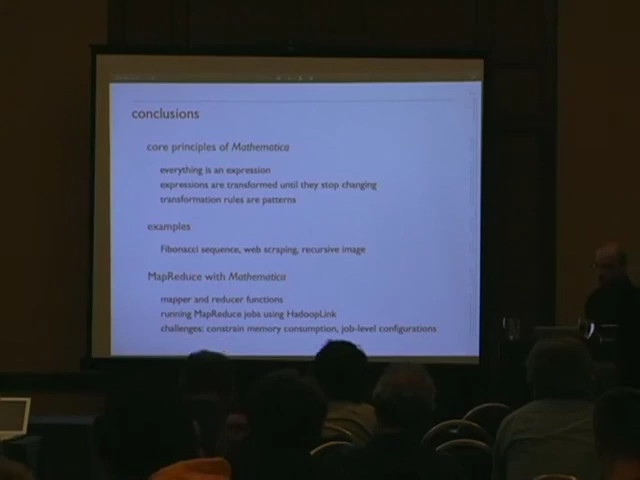 conclusions
core principles of Mathematica
everything is an expression
expressions are transformed until they stop changing
transformation rules are patterns
examples
Fibonacci sequence, web scraping, recursive image
MapReduce with Mathematica
mapper and reducer functions
running MapReduce jobs using HadoopLink
challenges: constrain memory consumption, job-level configurations